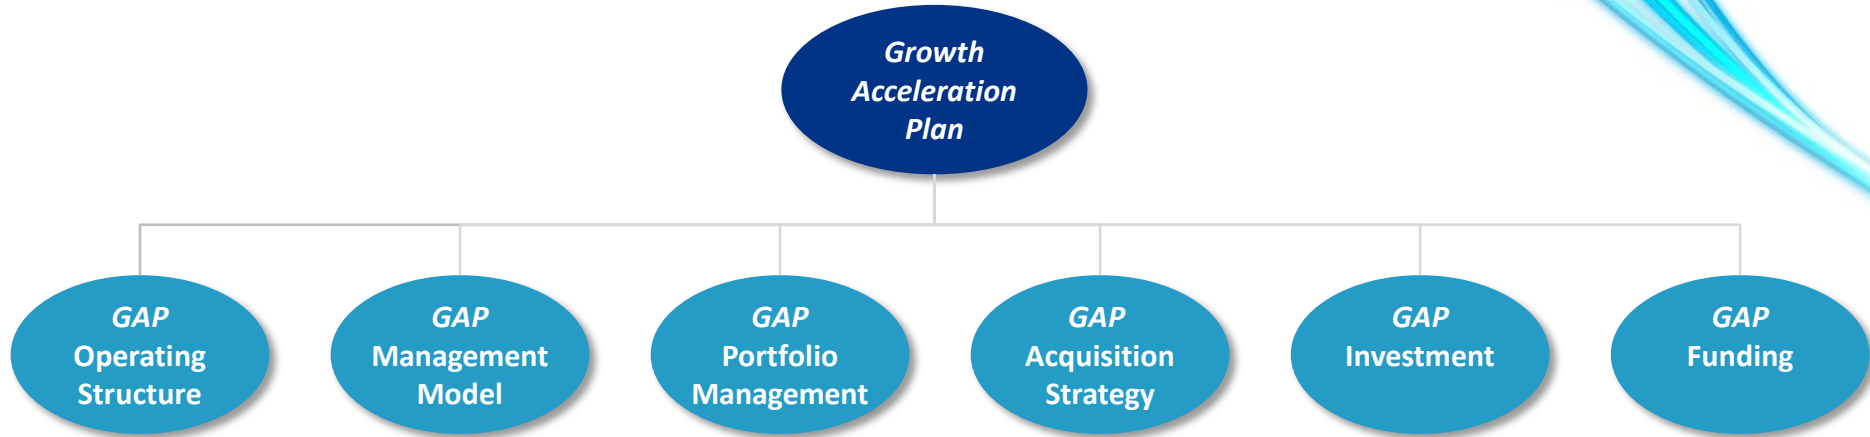 Growth
Acceleration
Plan
GAP
Operating
Structure
GAP
Management
Model
GAP
Portfolio
Management
GAP
Acquisition
Strategy
GAP
Investment
GAP
Funding